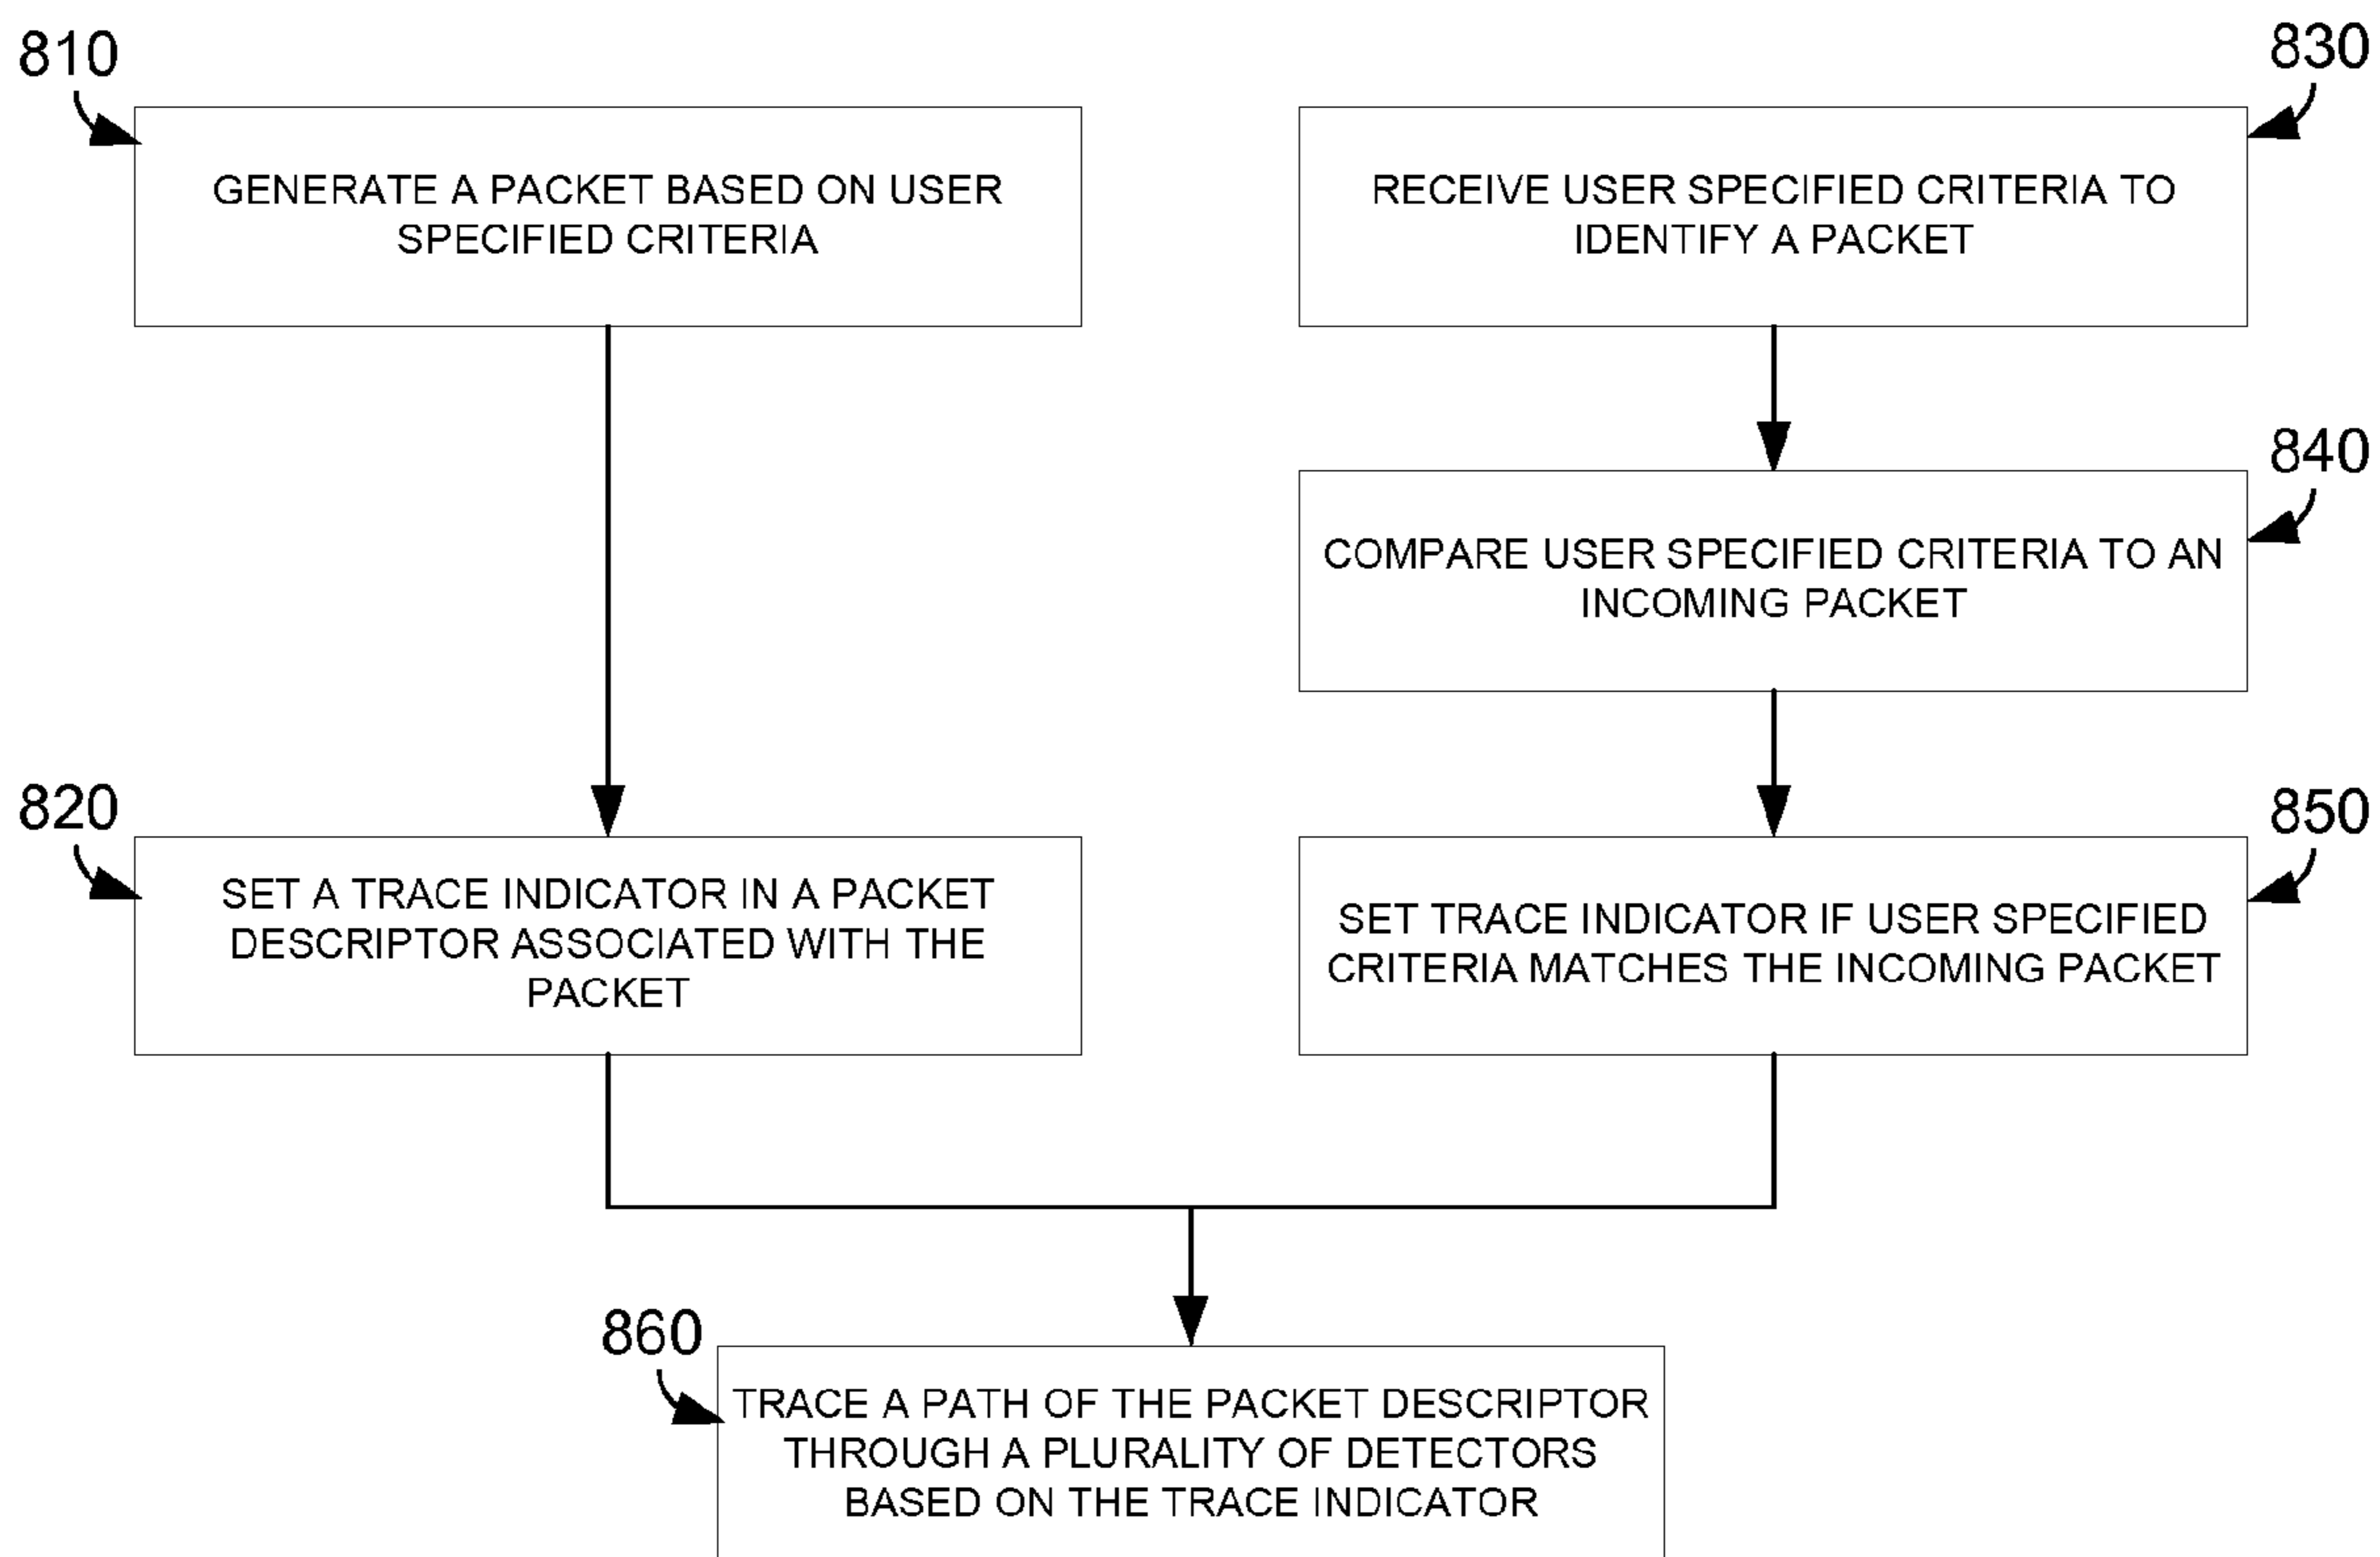 810
GENERATE A PACKET BASED ON USER
SPECIFIED CRITERIA
820
SET A TRACE INDICATOR IN A PACKET
DESCRIPTOR ASSOCIATED WITH THE
PACKET
830
RECEIVE USER SPECIFIED CRITERIA TO
IDENTIFY A PACKET
840
COMPARE USER SPECIFIED CRITERIA TO AN
INCOMING PACKET
850
SET TRACE INDICATOR IF USER SPECIFIED
CRITERIA MATCHES THE INCOMING PACKET
860
TRACE A PATH OF THE PACKET DESCRIPTOR
THROUGH A PLURALITY OF DETECTORS
BASED ON THE TRACE INDICATOR